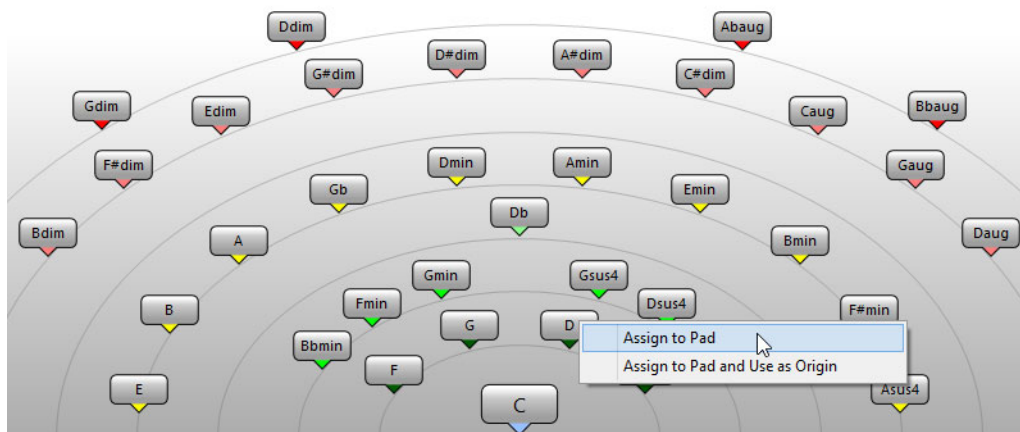 Ddim
Abaug
D#dim
A#dim
G#dim
C#dim
Gdim
Edim
Caug
Bbaug
F#dim
Dmin
Amin
Gaug
Gb
Emin
Bdim
Db
Daug
A
Bmin
Gmin
Gsus4
B
Fmin
Dsus4
F#min
G
D
Assign to Pad
Bbmin
Assign to Pad and Use as Origin
F
E
Asus4
C